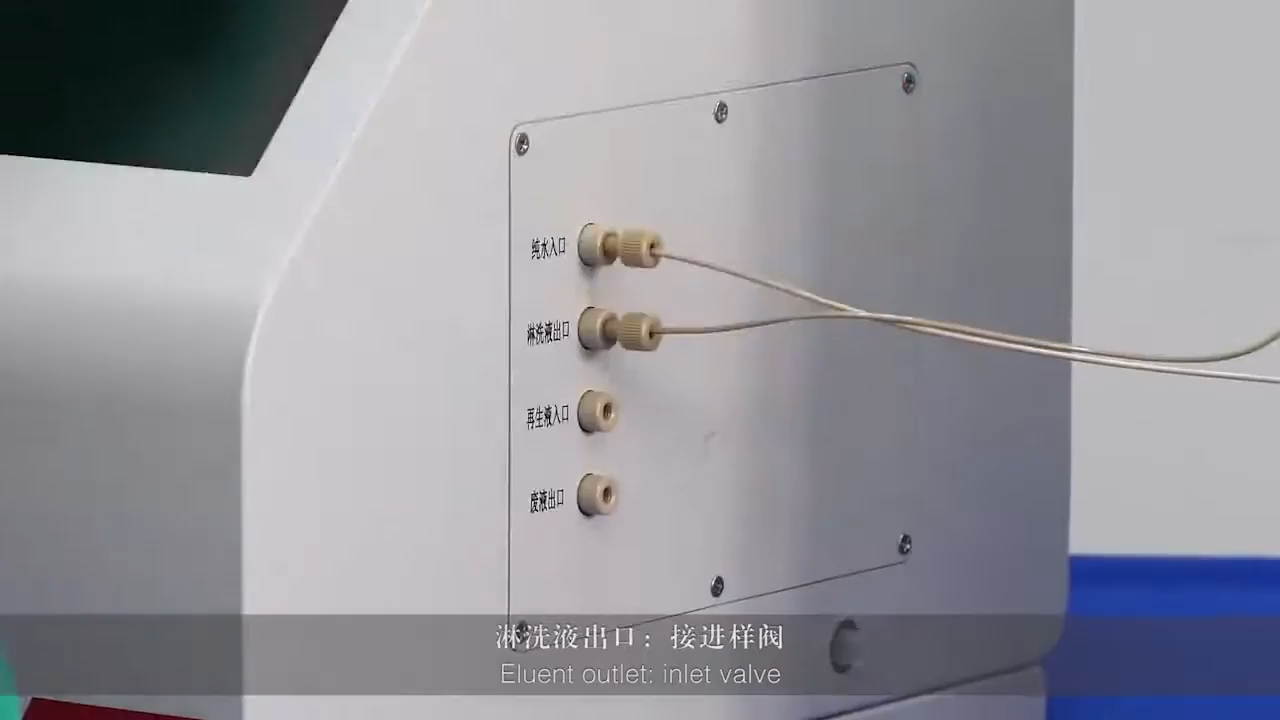 纯水入口
淋洗液出口
再生液入口
废液出口
淋洗液出口：接进样阀
Eluent outlet: inlet valve